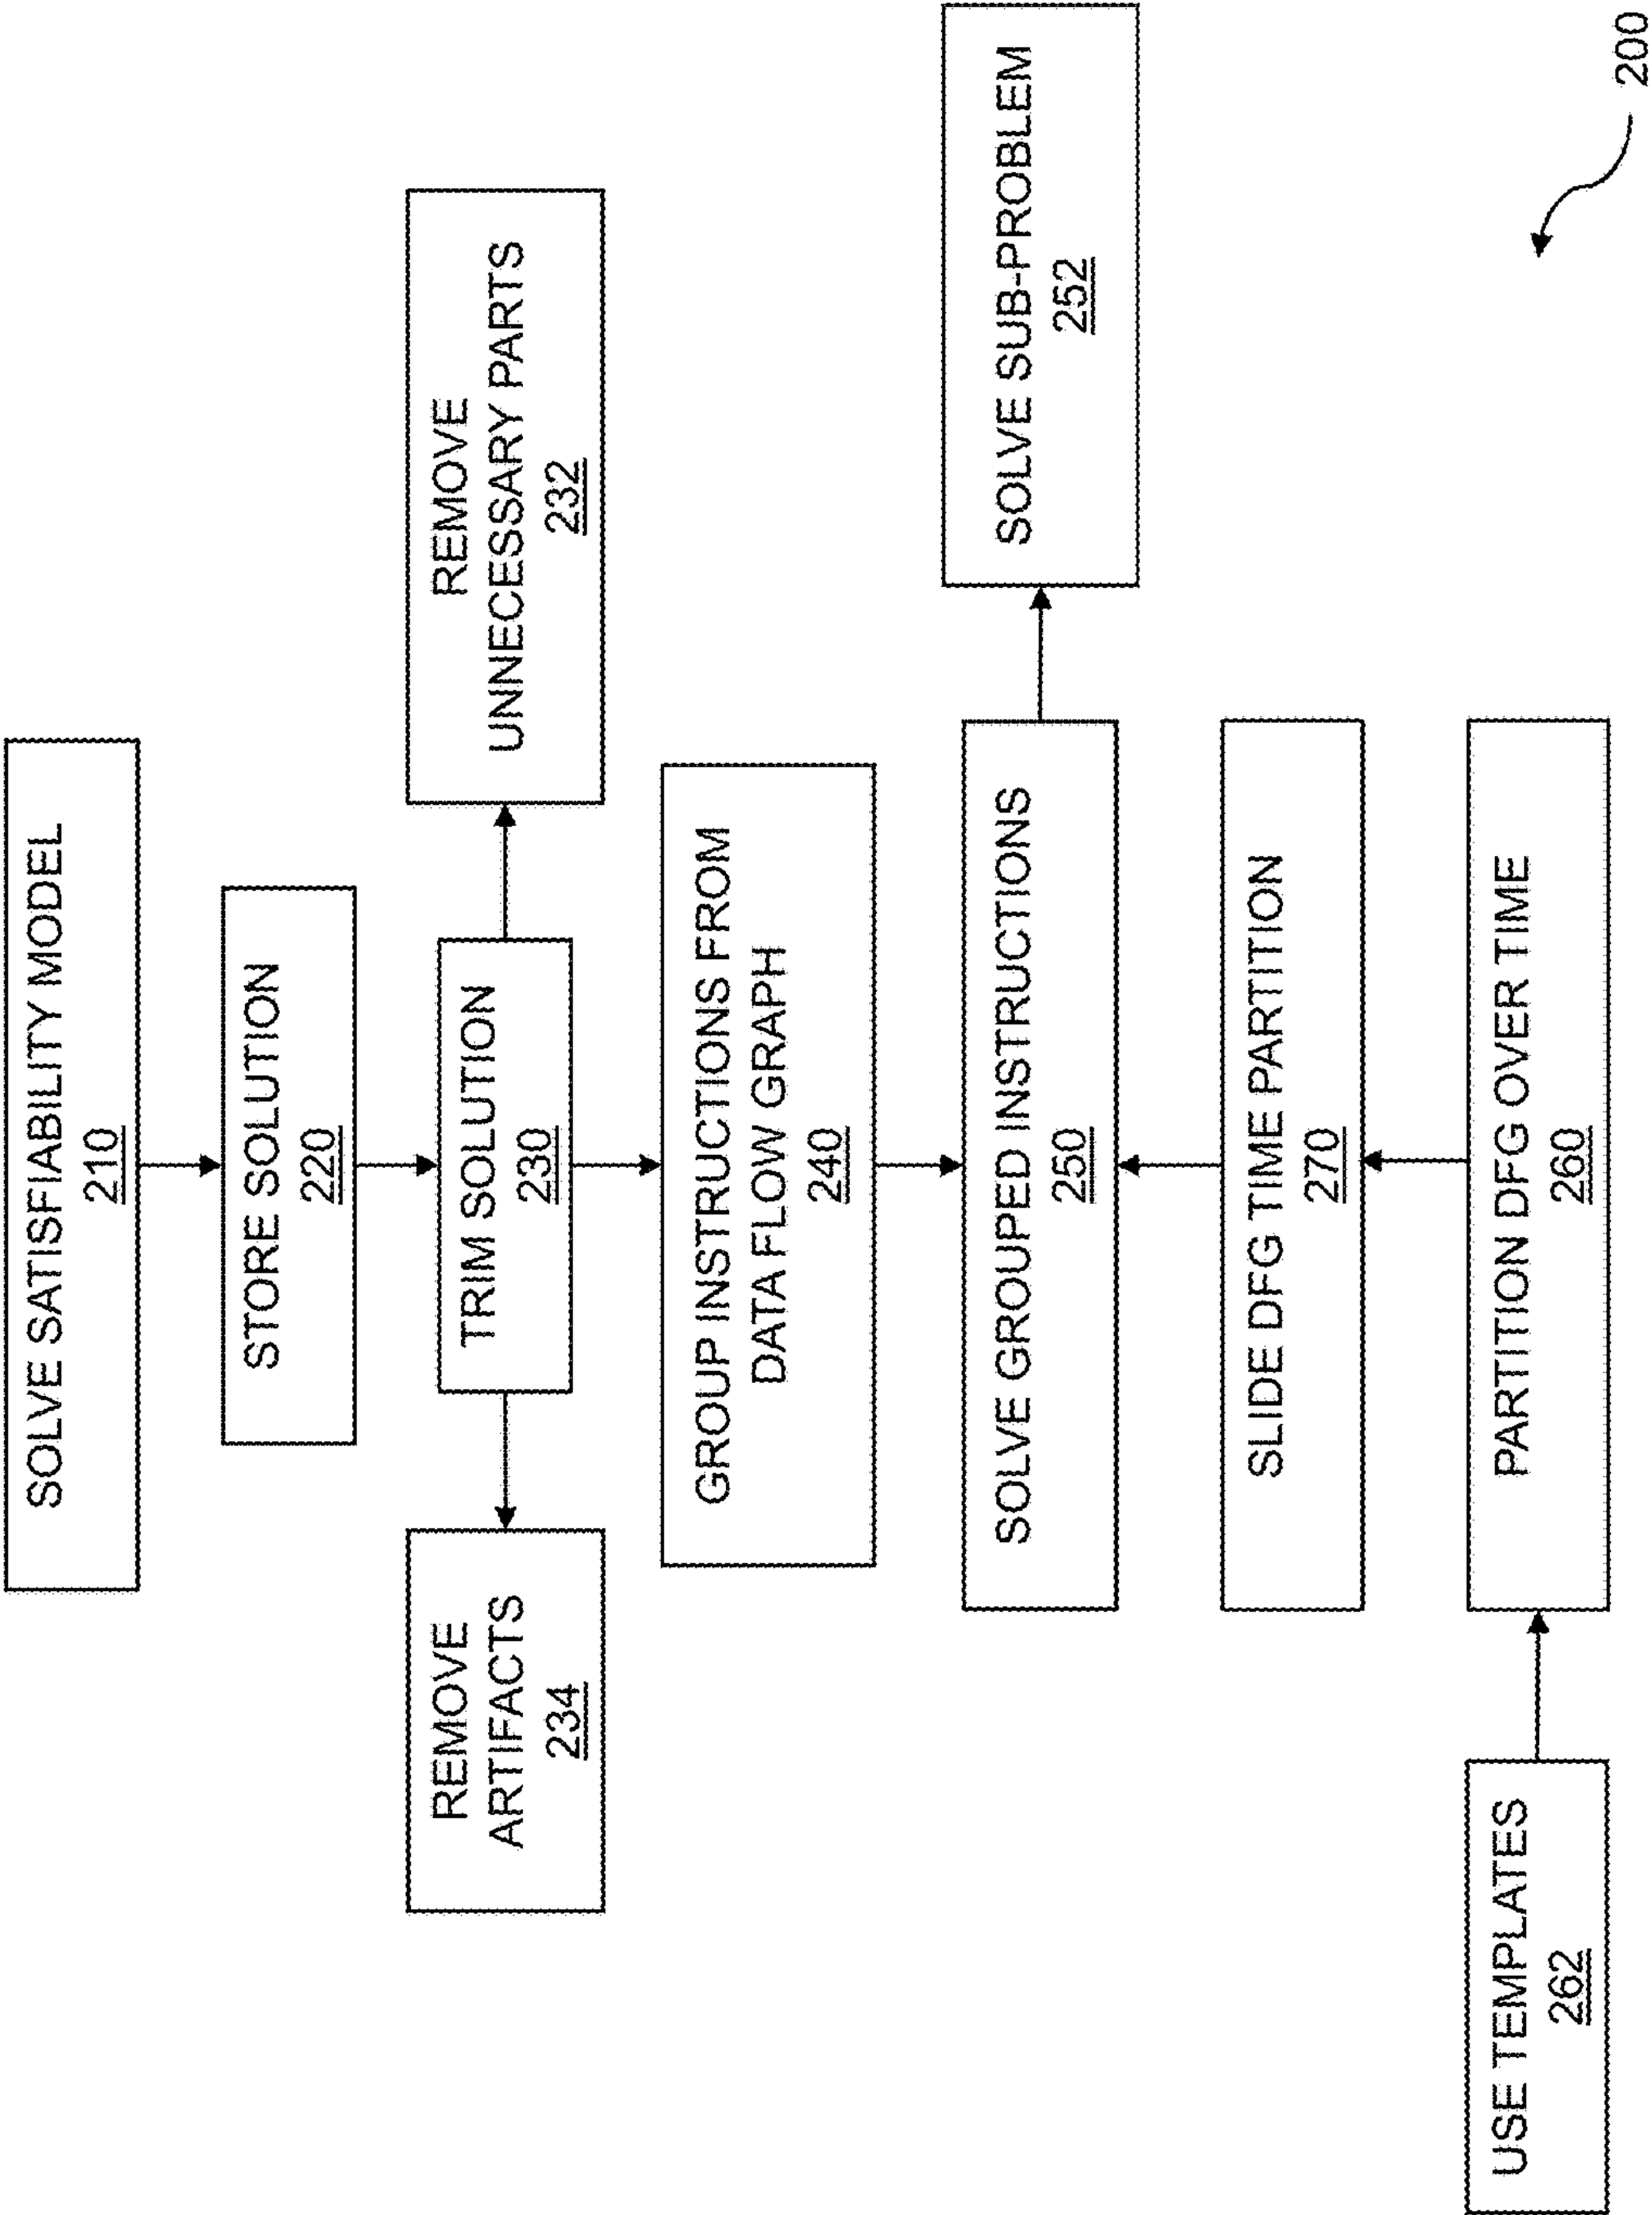 SOLVE SATISFIABILITY MODEL
210
STORE SOLUTION
220
REMOVE
ARTIFACTS
234
TRIM SOLUTION
230
REMOVE
UNNECESSARY PARTS
232
GROUP INSTRUCTIONS FROM
DATA FLOW GRAPH
240
SOLVE GROUPED INSTRUCTIONS
250
SOLVE SUB-PROBLEM
252
SLIDE DFG TIME PARTITION
270
USE TEMPLATES
262
PARTITION DFG OVER TIME
260
200